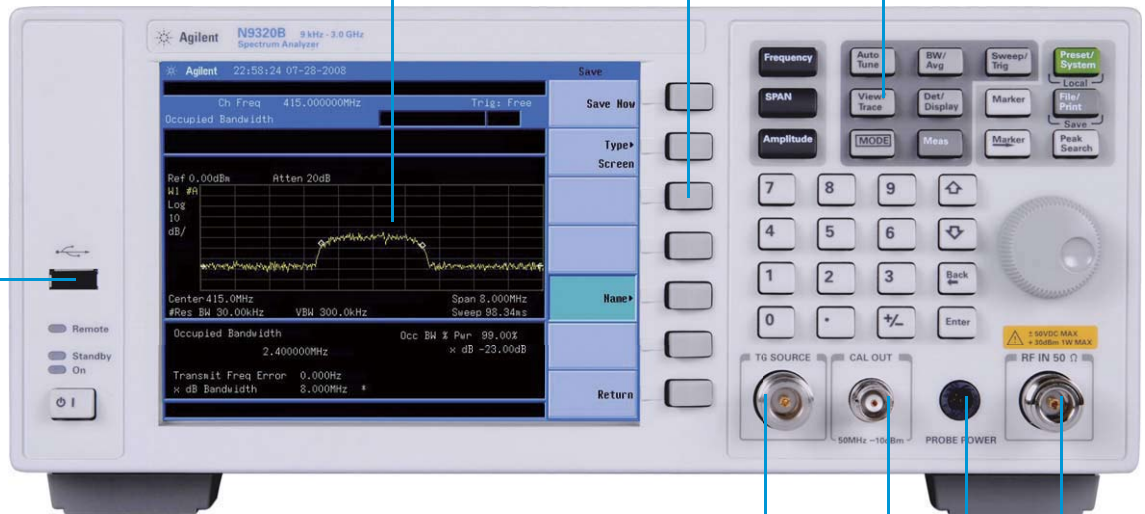 Agilent N9320B 9 kHz - 3.0 GHz
Spectrum Analyzer
Agilent 22:58:24 07-28-2008 Save
Ch Freq 415.000000MHz Trig: Free
Occupied Bandwidth
Save Now
Type
Screen
Ref 0.00dBm Atten 20dB
W1 #A
Log
10
dB/
Center 415.0MHz Span 8.000MHz
#Res BW 30.00kHz VBW 300.0kHz Sweep 98.34ms
Name
Occupied Bandwidth Occ BW % Pwr 99.00%
2.400000MHz x dB -23.00dB
Transmit Freq Error 0.000Hz
x dB Bandwidth 8.000MHz *
Return
Remote
Standby
On
Frequency
Auto Tune
BW/ Avg
Sweep/ Trig
Preset/ System
Local
SPAN
View/ Trace
Det/ Display
Marker
File/ Print
Save
Amplitude
MODE
Meas
Marker
Peak Search
7 8 9
4 5 6
1 2 3 Back
0 . +/− Enter
± 50VDC MAX
+ 30dBm 1W MAX
TG SOURCE
CAL OUT
RF IN 50 Ω
50MHz -10dBm
PROBE POWER